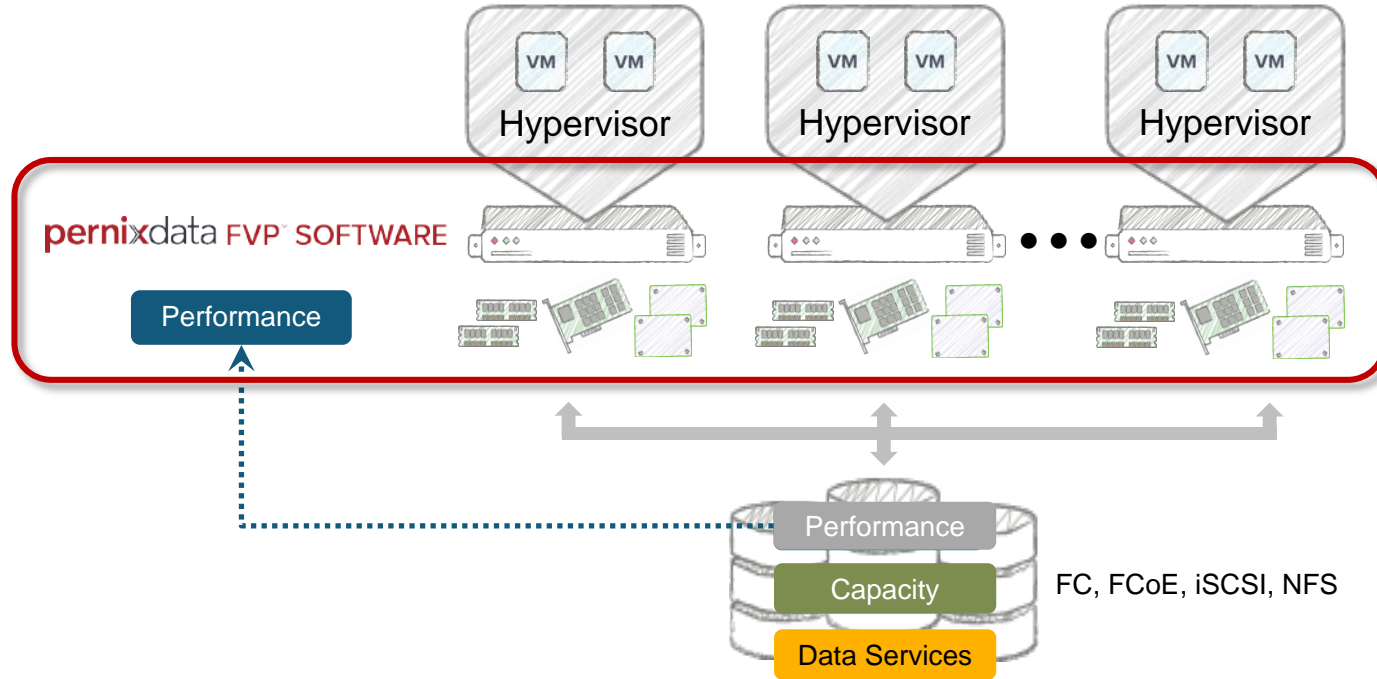 VM VM VM VM VM VM
Hypervisor Hypervisor Hypervisor
pernixdata FVP™ SOFTWARE
Performance
Performance
Capacity
FC, FCoE, iSCSI, NFS
Data Services